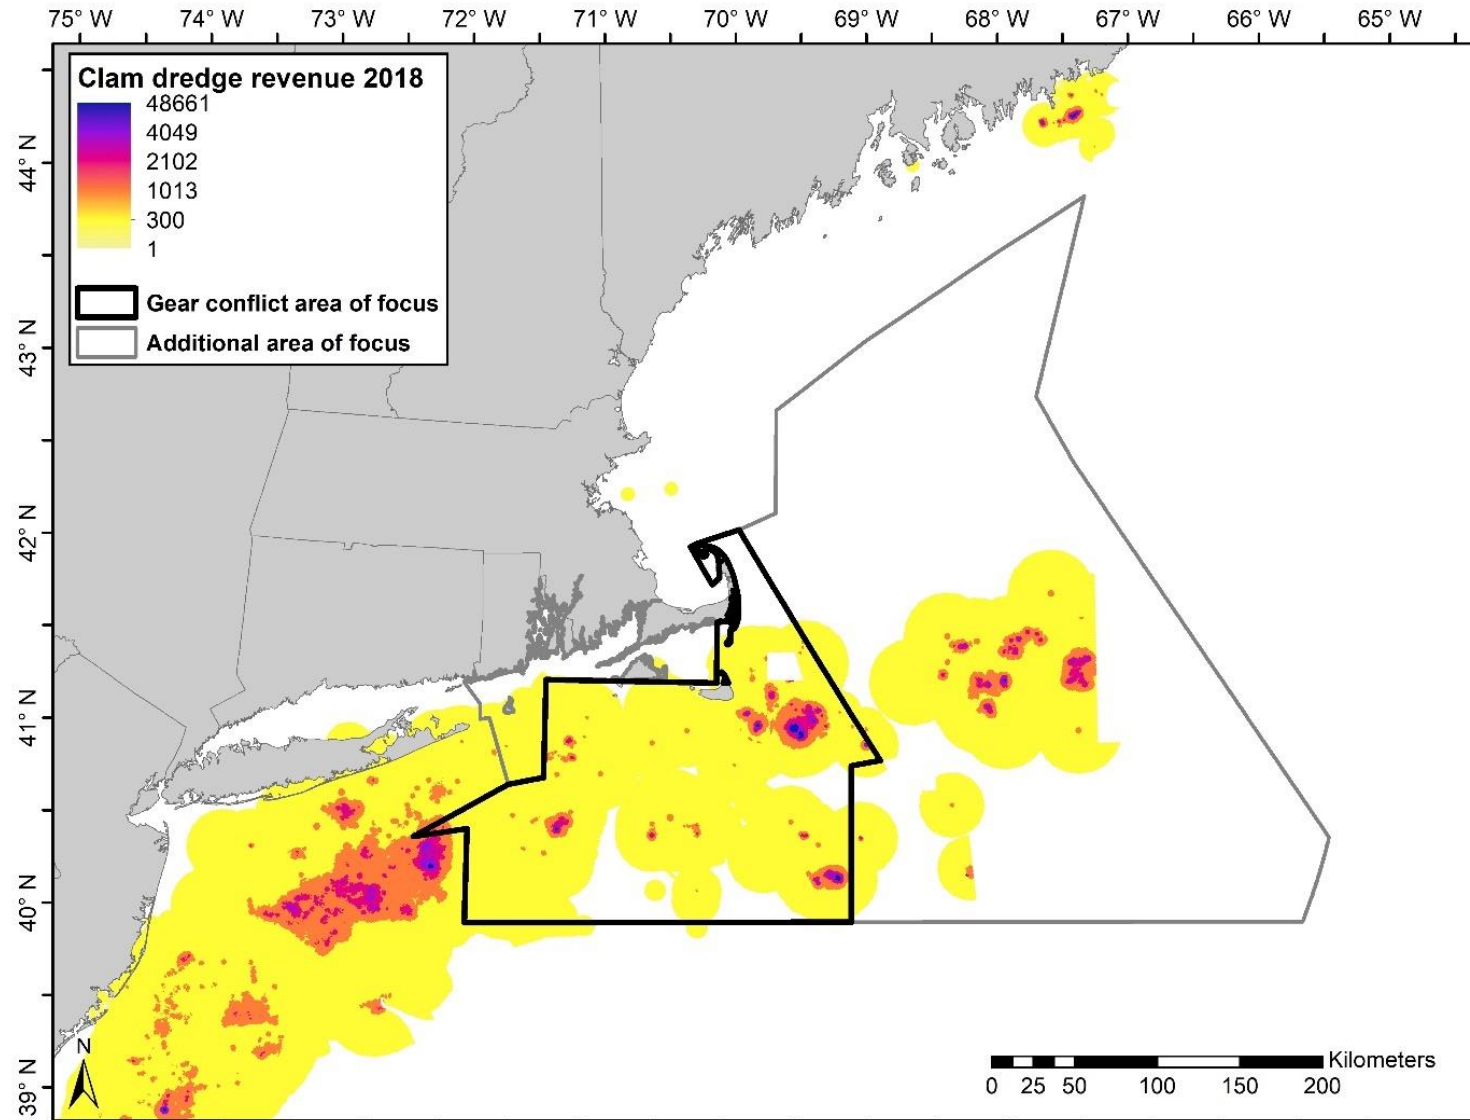 75° W 74° W 73° W 72° W 71° W 70° W 69° W 68° W 67° W 66° W 65° W
Clam dredge revenue 2018
48661
4049
2102
1013
300
1
Gear conflict area of focus
Additional area of focus
44° N
43° N
42° N
41° N
40° N
39° N
N
Kilometers
0 25 50 100 150 200